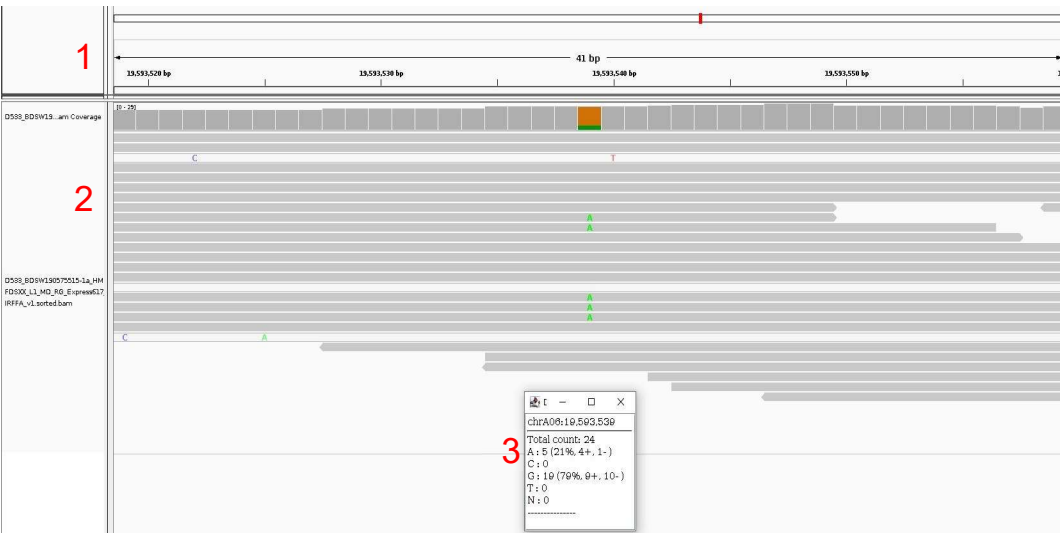 1
41 bp
19,593,520 bp
19,593,530 bp
19,593,540 bp
19,593,550 bp
[0 - 25]
D533_BDSW19...am Coverage
C
T
2
A
A
D533_BDSW190575515-1a_HM
FDSXX_L1_MD_RG_Express617
IRFFA_v1.sorted.bam
A
A
A
C
A
3
chrA06:19,593,539
Total count: 24
A : 5 (21%, 4+, 1- )
C : 0
G : 19 (79%, 9+, 10- )
T : 0
N : 0
---------------